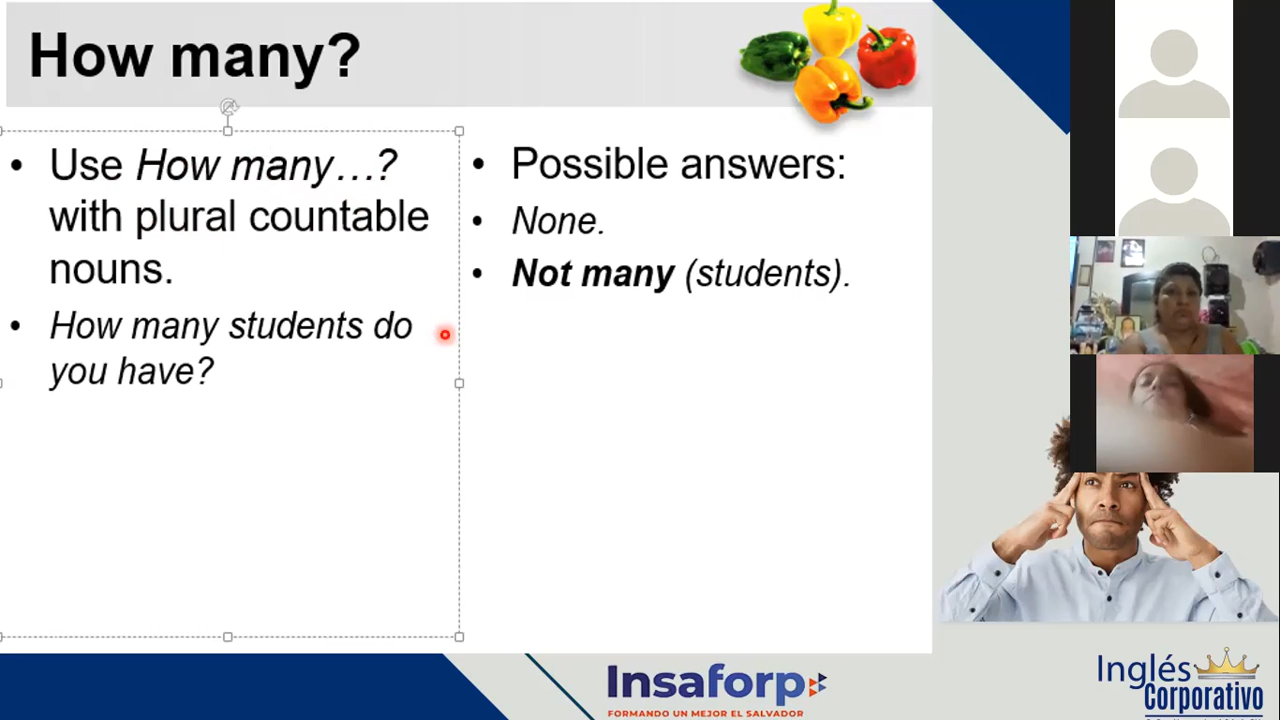 How many?
• Use How many…?
with plural countable
nouns.
• How many students do
you have?
• Possible answers:
• None.
• Not many (students).
Insaforp
FORMANDO UN MEJOR EL SALVADOR
Inglés
Corporativo